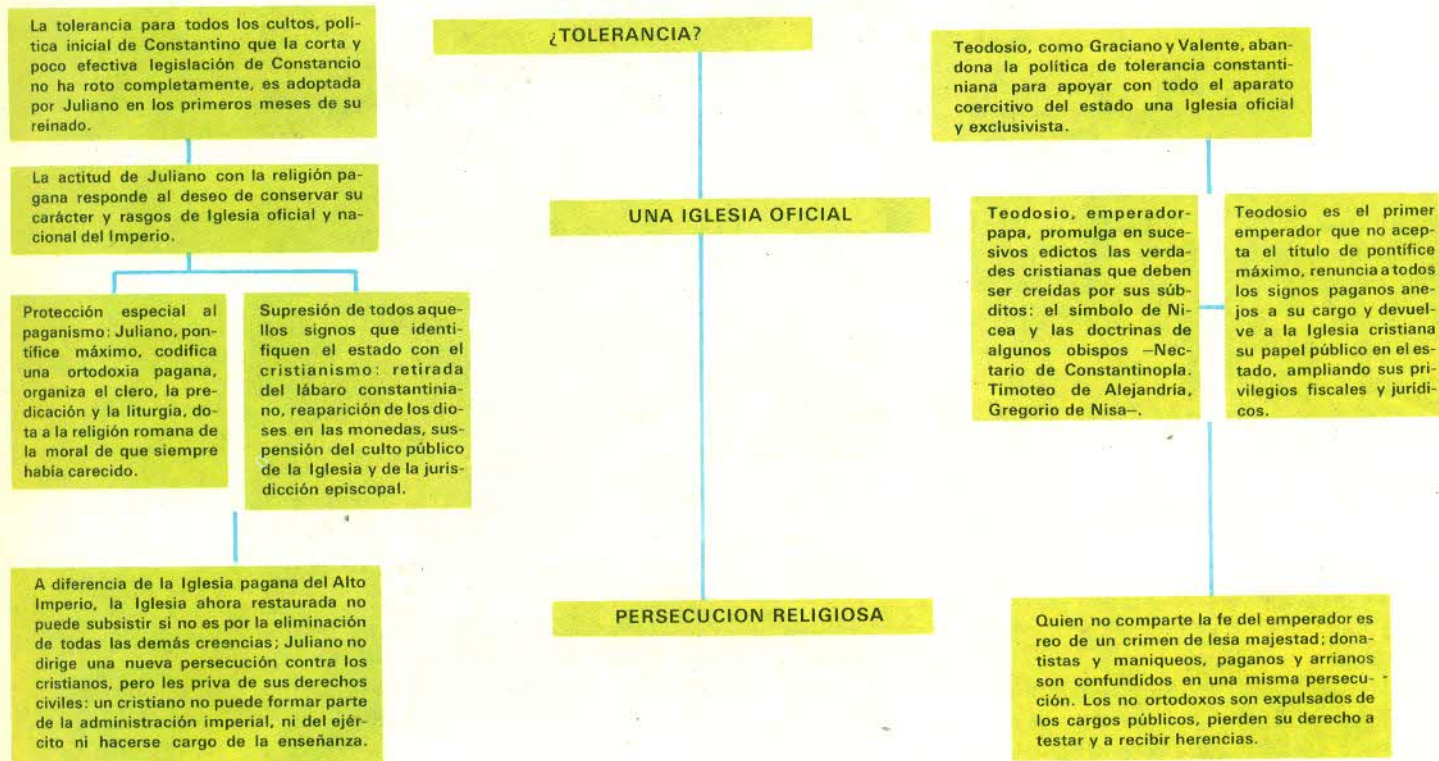 La tolerancia para todos los cultos, polí-
tica inicial de Constantino que la corta y
poco efectiva legislación de Constancio
no ha roto completamente, es adoptada
por Juliano en los primeros meses de su
reinado.
La actitud de Juliano con la religión pa-
gana responde al deseo de conservar su
carácter y rasgos de Iglesia oficial y na-
cional del Imperio.
Protección especial al
paganismo: Juliano, pon-
tífice máximo, codifica
una ortodoxia pagana,
organiza el clero, la pre-
dicación y la liturgia, do-
ta a la religión romana de
la moral de que siempre
había carecido.
Supresión de todos aque-
llos signos que identi-
fiquen el estado con el
cristianismo: retirada
del lábaro constantinia-
no, reaparición de los dio-
ses en las monedas, sus-
pensión del culto público
de la Iglesia y de la juris-
dicción episcopal.
A diferencia de la Iglesia pagana del Alto
Imperio, la Iglesia ahora restaurada no
puede subsistir si no es por la eliminación
de todas las demás creencias; Juliano no
dirige una nueva persecución contra los
cristianos, pero les priva de sus derechos
civiles: un cristiano no puede formar parte
de la administración imperial, ni del ejér-
cito ni hacerse cargo de la enseñanza.
¿TOLERANCIA?
UNA IGLESIA OFICIAL
PERSECUCION RELIGIOSA
Teodosio, como Graciano y Valente, aban-
dona la política de tolerancia constanti-
niana para apoyar con todo el aparato
coercitivo del estado una Iglesia oficial
y exclusivista.
Teodosio, emperador-
papa, promulga en suce-
sivos edictos las verda-
des cristianas que deben
ser creídas por sus súb-
ditos: el símbolo de Ni-
cea y las doctrinas de
algunos obispos —Nec-
tario de Constantinopla.
Timoteo de Alejandría,
Gregorio de Nisa—.
Teodosio es el primer
emperador que no acep-
ta el título de pontífice
máximo, renuncia a todos
los signos paganos ane-
jos a su cargo y devuel-
ve a la Iglesia cristiana
su papel público en el es-
tado, ampliando sus pri-
vilegios fiscales y jurídi-
cos.
Quien no comparte la fe del emperador es
reo de un crimen de lesa majestad; dona-
tistas y maniqueos, paganos y arrianos
son confundidos en una misma persecu-
ción. Los no ortodoxos son expulsados de
los cargos públicos, pierden su derecho a
testar y a recibir herencias.